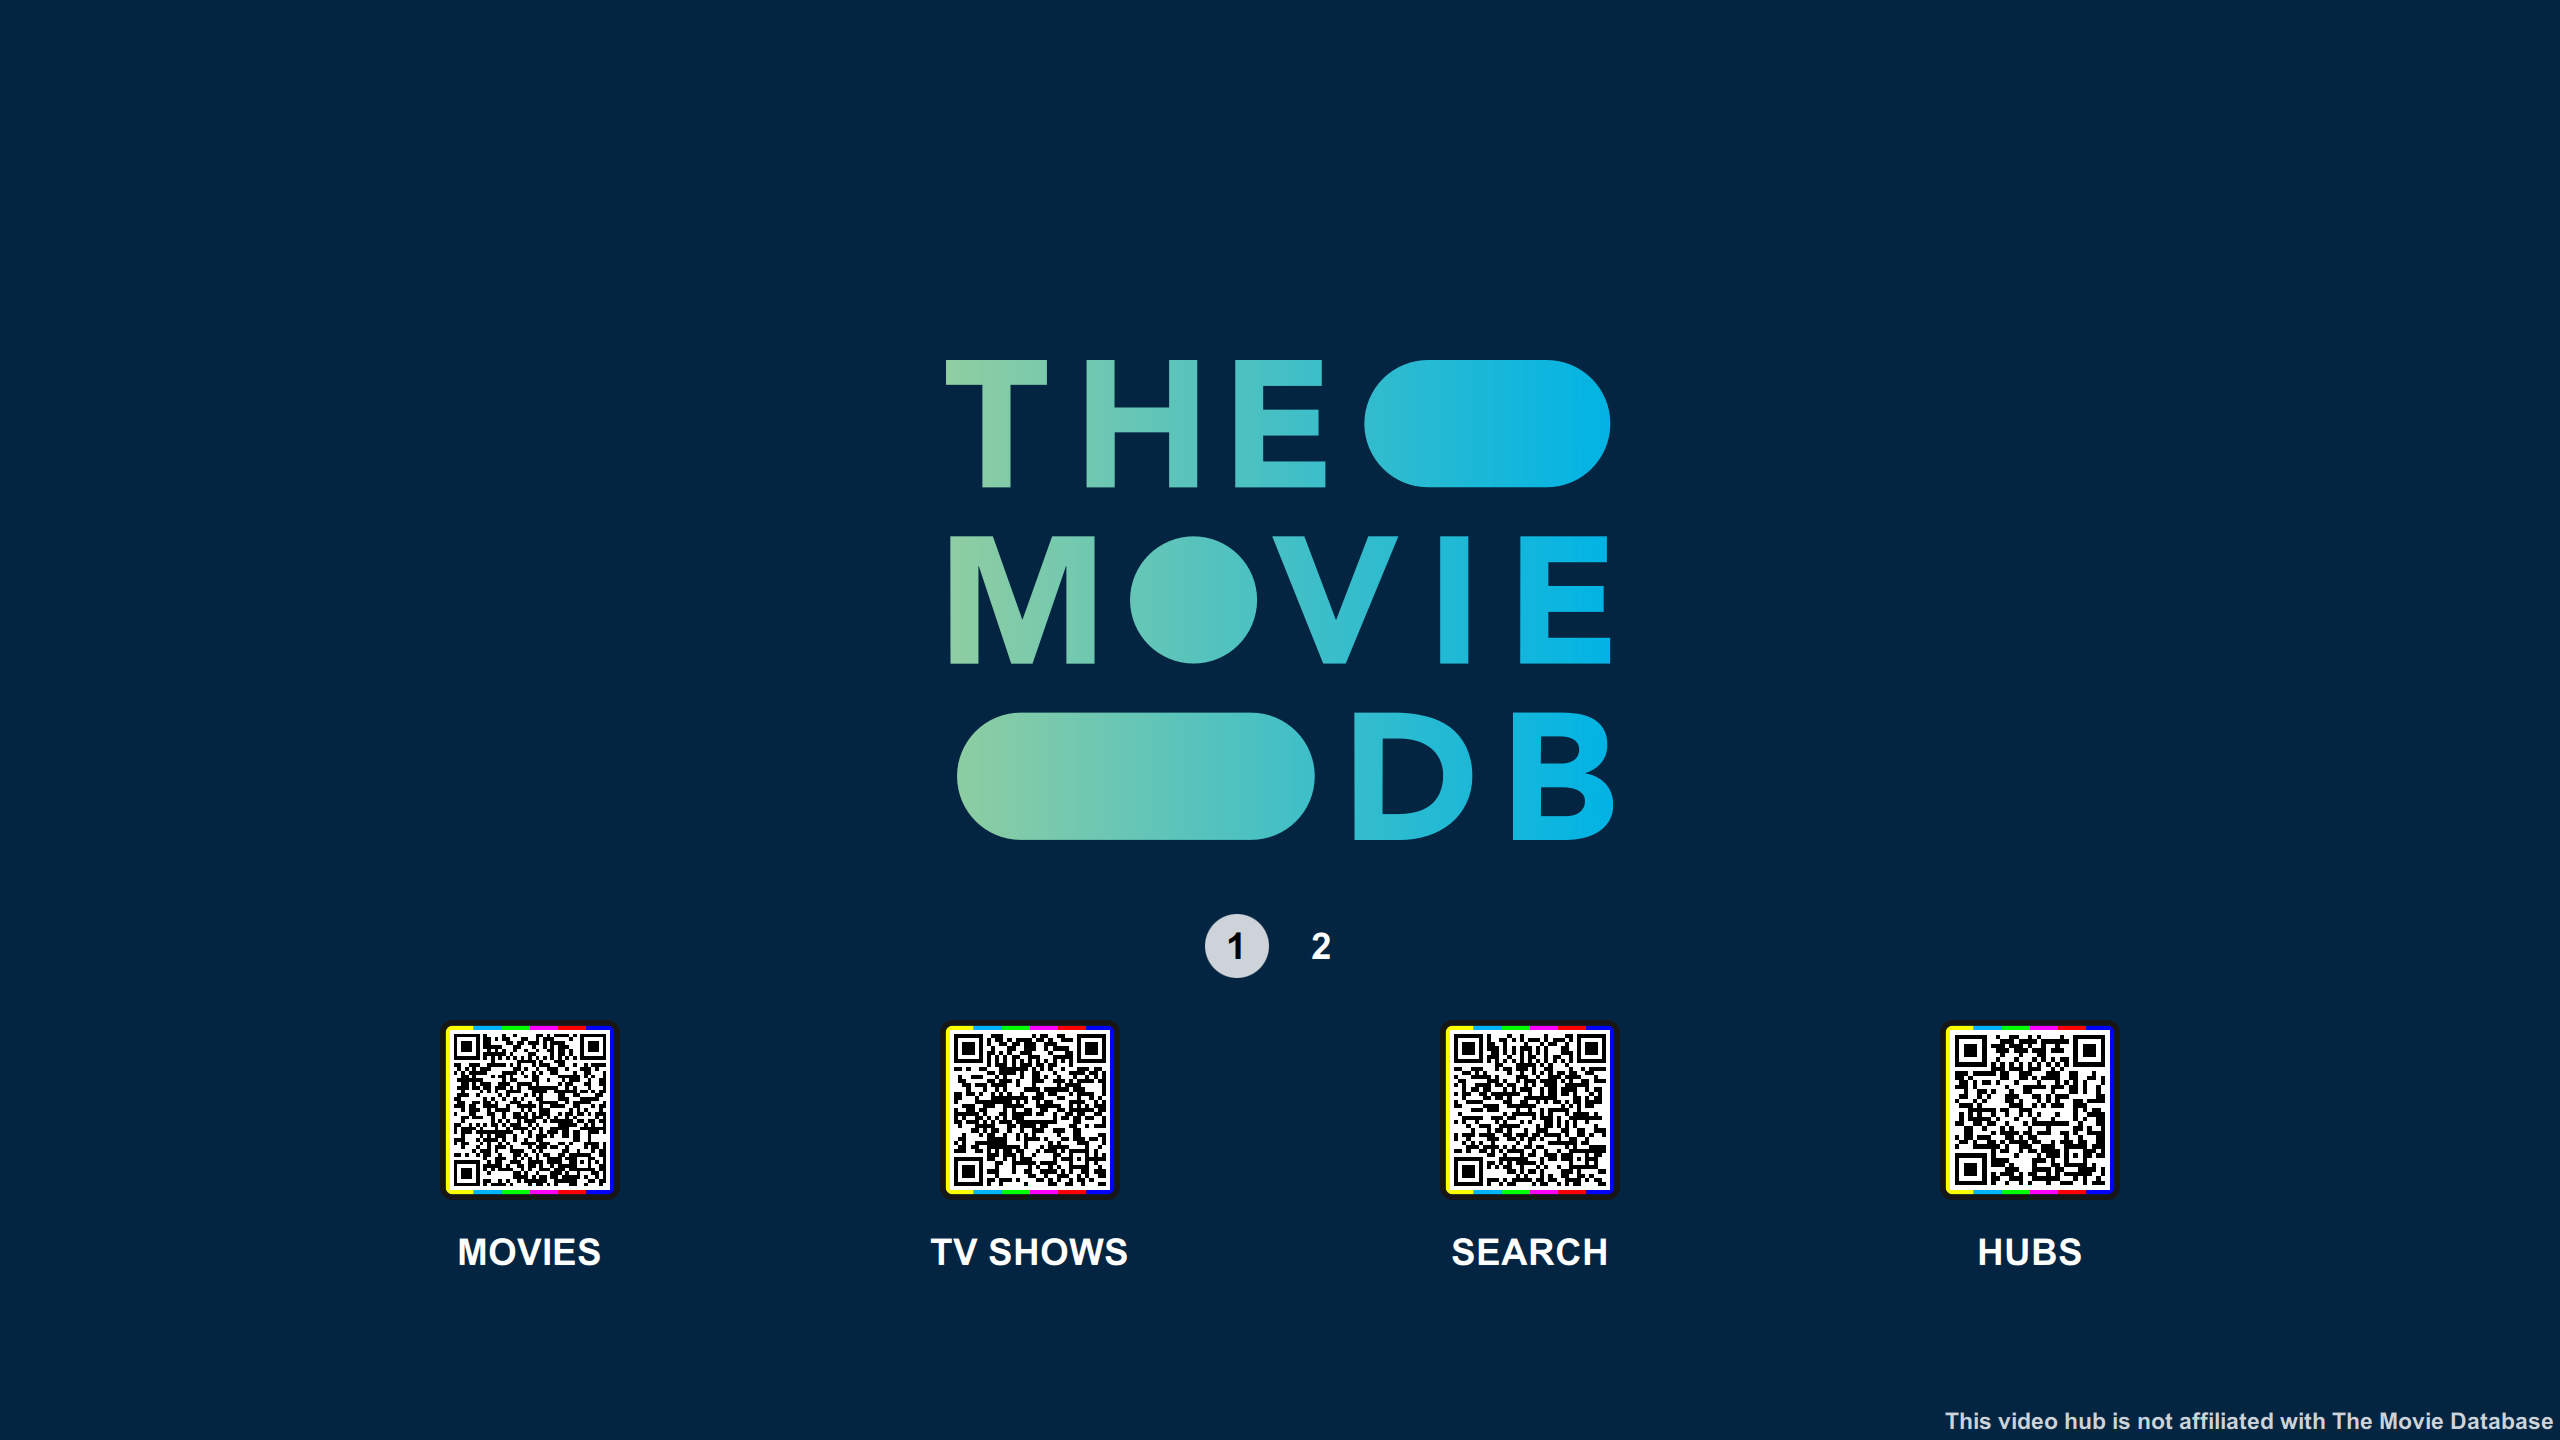 THE
MOVIE
DB
1 2
MOVIES TV SHOWS SEARCH HUBS
This video hub is not affiliated with The Movie Database